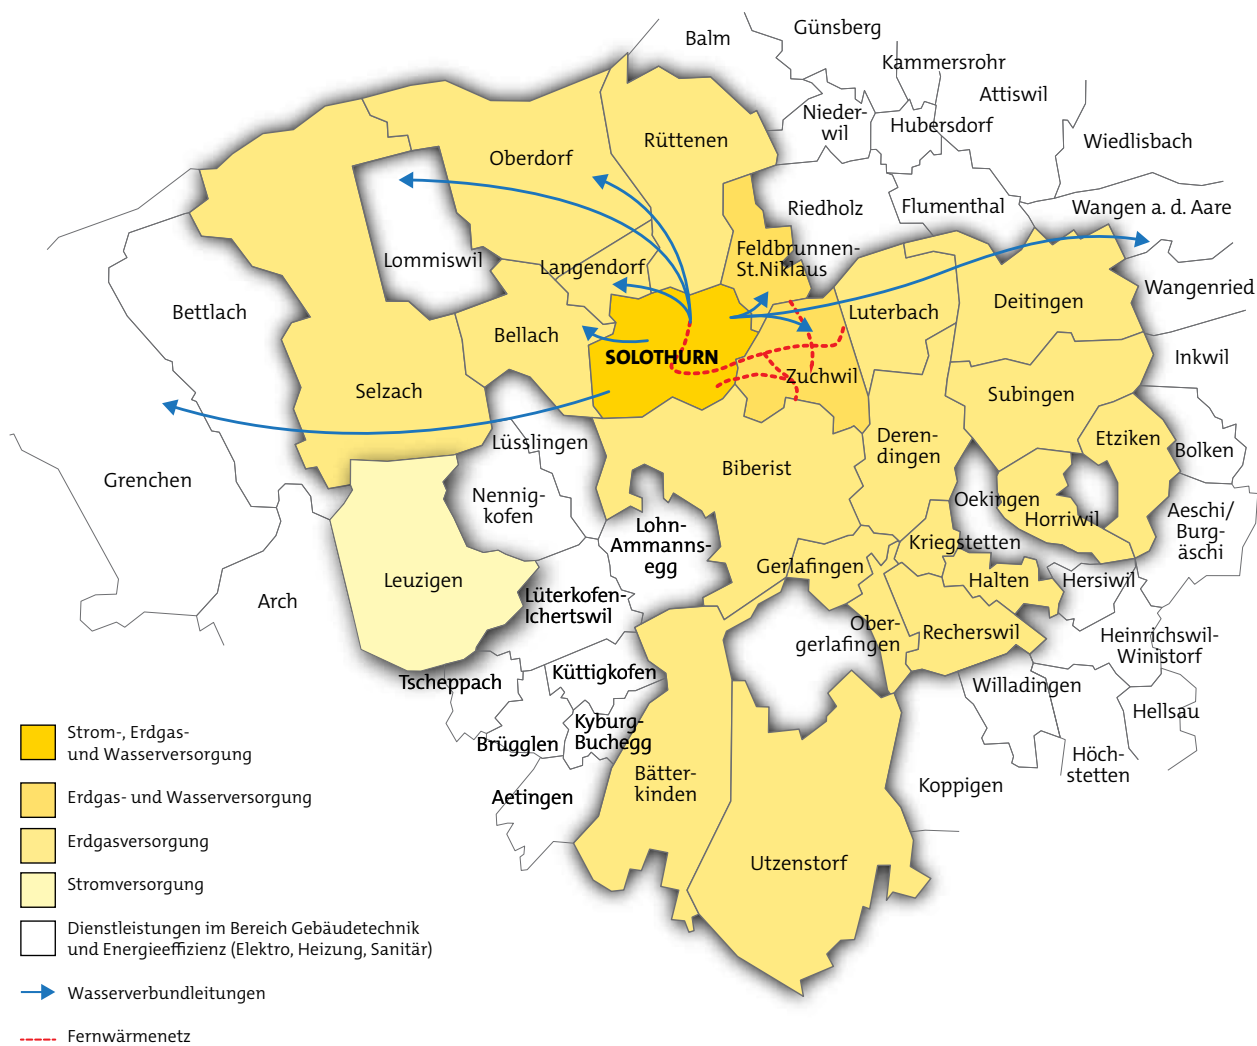 Balm
Günsberg
Kammersrohr
Attiswil
Nieder-
wil
Hubersdorf
Wiedlisbach
Rüttenen
Oberdorf
Riedholz
Flumenthal
Wangen a. d. Aare
Feldbrunnen-
St.Niklaus
Lommiswil
Langendorf
Wangenried
Bettlach
Bellach
Luterbach
Deitingen
SOLOTHURN
Inkwil
Zuchwil
Selzach
Subingen
Lüsslingen
Deren-
dingen
Etziken
Bolken
Grenchen
Biberist
Nennig-
kofen
Oekingen
Horriwil
Aeschi/
Burg-
äschi
Lohn-
Ammanns-
egg
Kriegstetten
Gerlafingen
Leuzigen
Halten
Hersiwil
Arch
Lüterkofen-
Ichertswil
Ober-
gerlafingen
Recherswil
Heinrichswil-
Winistorf
Tscheppach
Küttigkofen
Willadingen
Hellsau
Kyburg-
Buchegg
Brügglen
Höch-
stetten
Bätter-
kinden
Koppigen
Aetingen
Utzenstorf
Strom-, Erdgas-
und Wasserversorgung
Erdgas- und Wasserversorgung
Erdgasversorgung
Stromversorgung
Dienstleistungen im Bereich Gebäudetechnik
und Energieeffizienz (Elektro, Heizung, Sanitär)
Wasserverbundleitungen
Fernwärmenetz